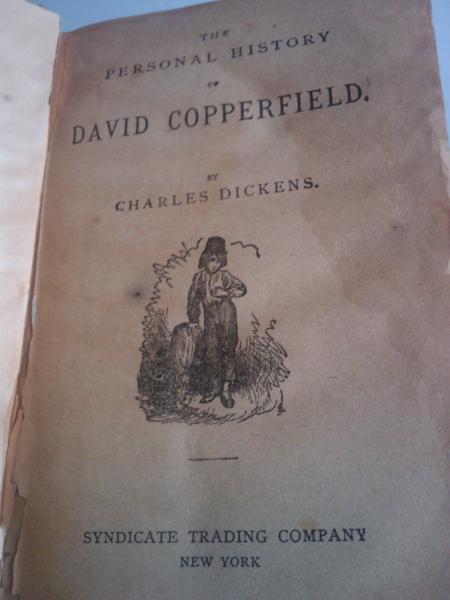 THE
PERSONAL HISTORY
OF
DAVID COPPERFIELD.
BY
CHARLES DICKENS.
SYNDICATE TRADING COMPANY
NEW YORK